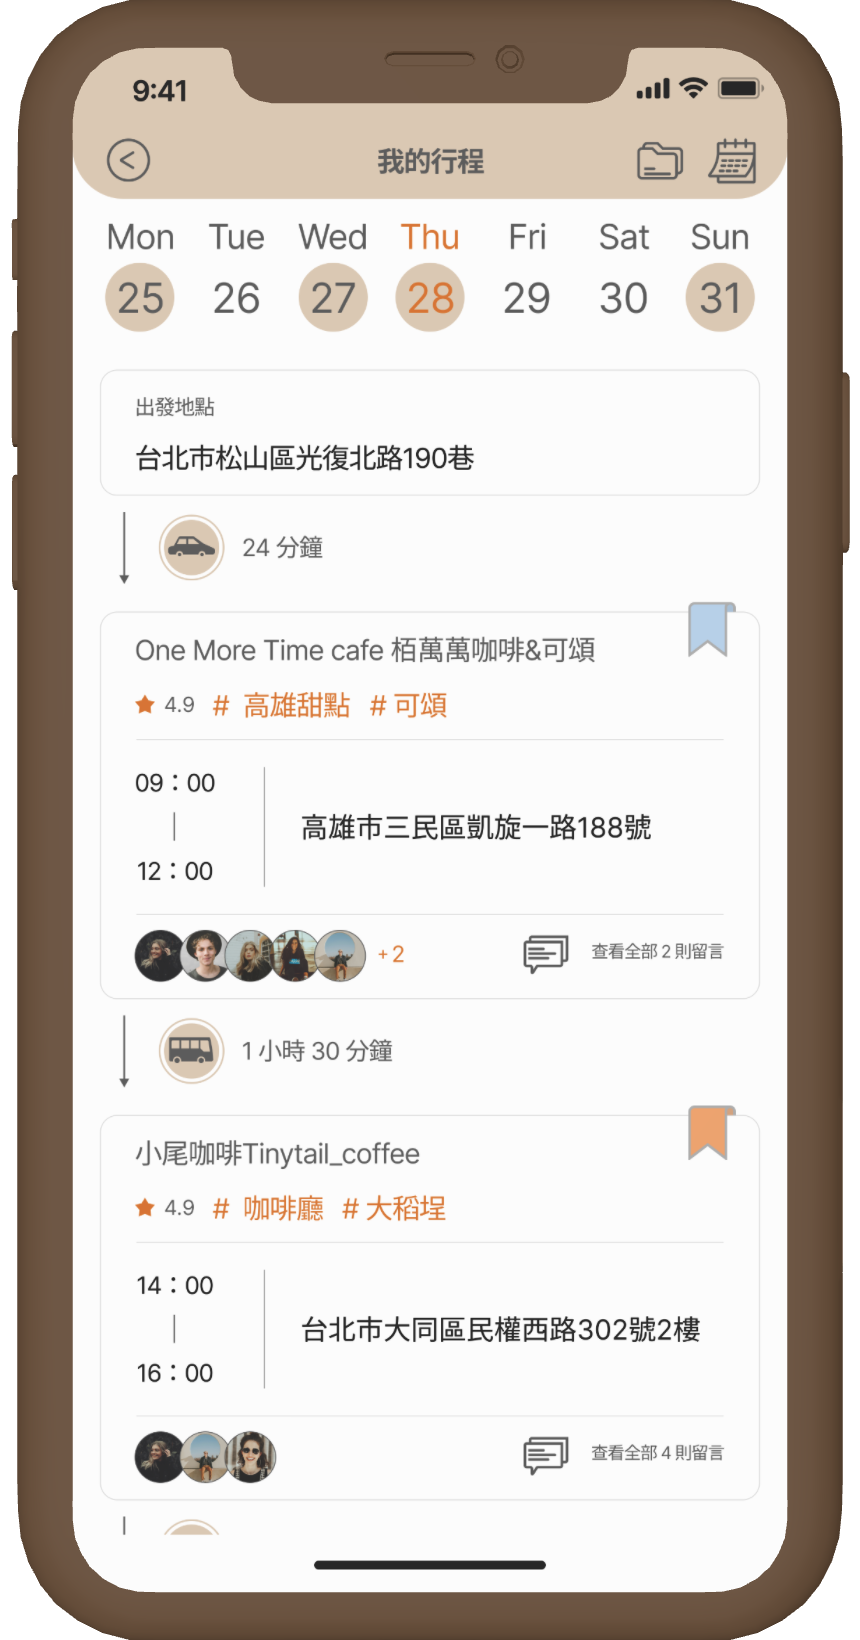 9:41
我的行程
Mon Tue Wed Thu Fri Sat Sun
25 26 27 28 29 30 31
出發地點
台北市松山區光復北路190巷
24 分鐘
One More Time cafe 栢萬萬咖啡&可頌
4.9 # 高雄甜點 # 可頌
09：00
高雄市三民區凱旋一路188號
12：00
+2 查看全部 2 則留言
1 小時 30 分鐘
小尾咖啡Tinytail_coffee
4.9 # 咖啡廳 # 大稻埕
14：00
台北市大同區民權西路302號2樓
16：00
查看全部 4 則留言